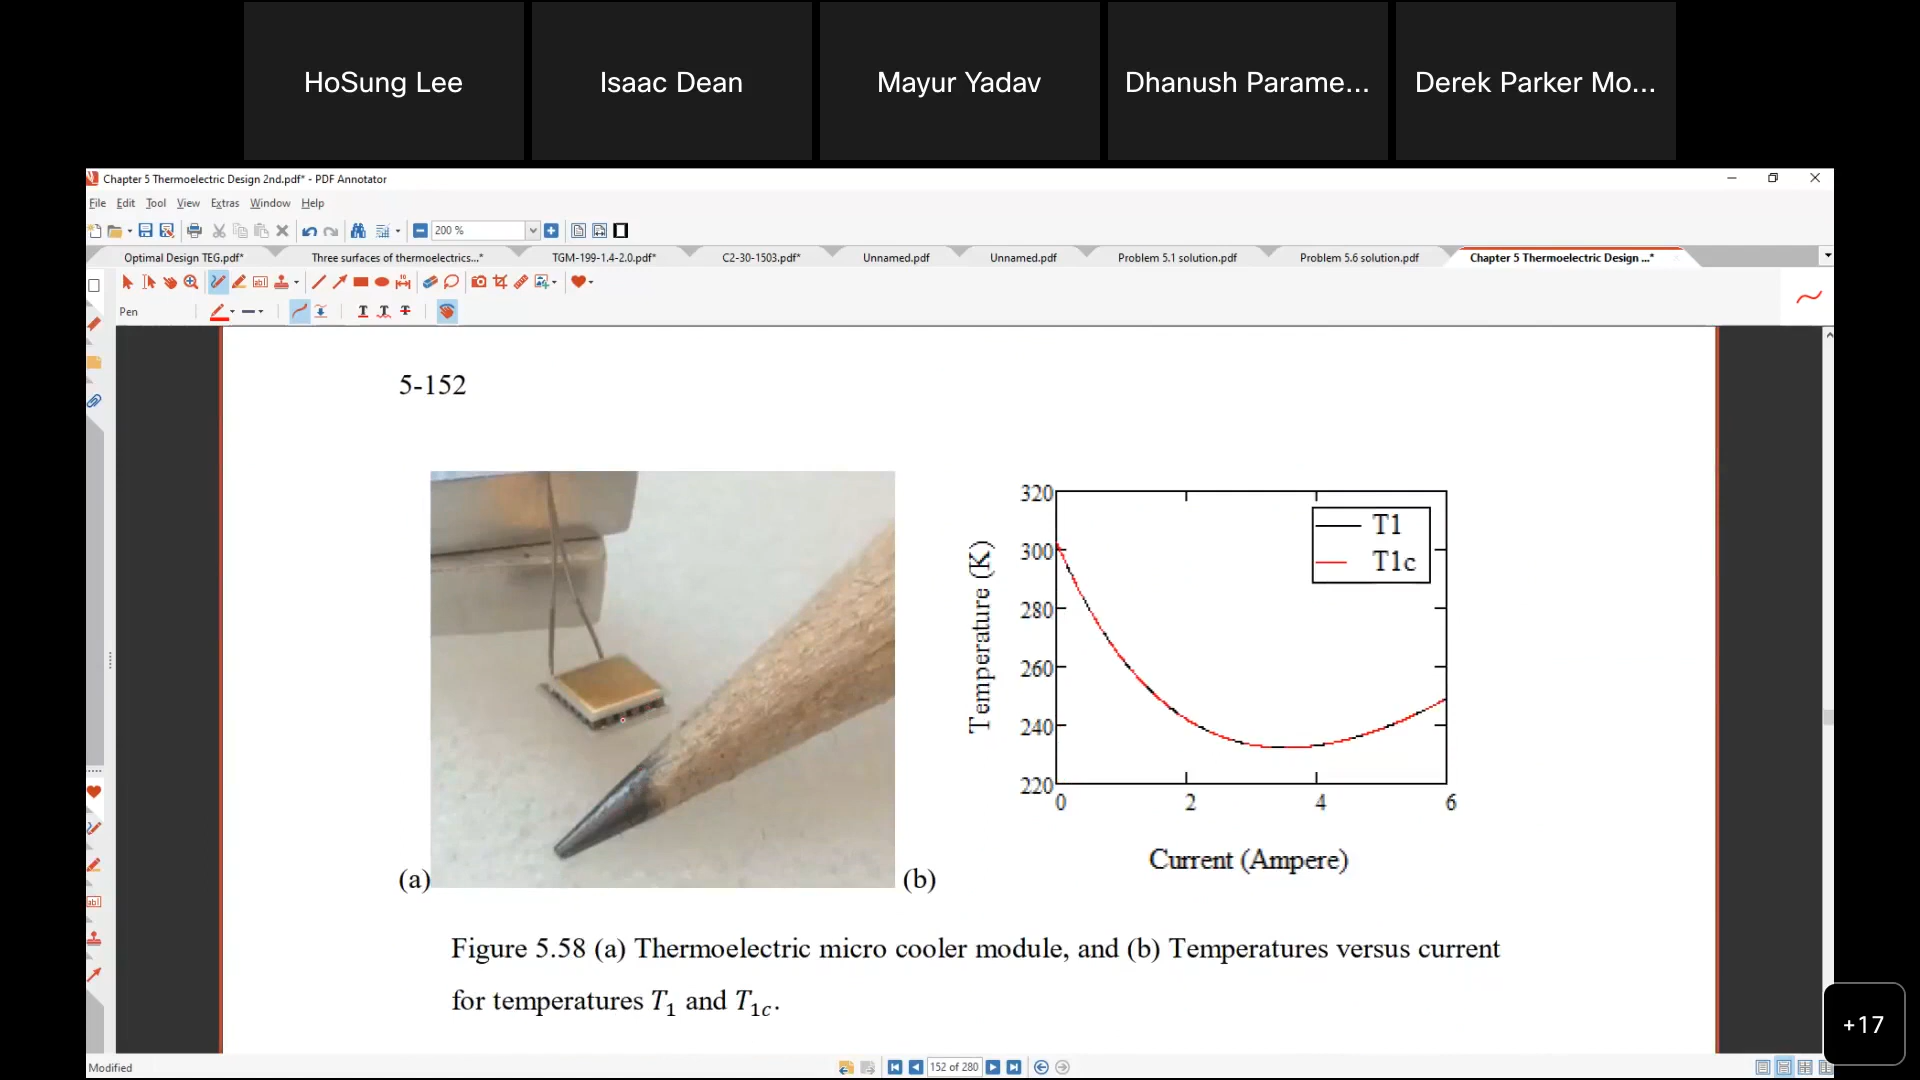 HoSung Lee
Isaac Dean
Mayur Yadav
Dhanush Parame...
Derek Parker Mo...
Chapter 5 Thermoelectric Design 2nd.pdf* - PDF Annotator
File Edit Tool View Extras Window Help
200 %
Optimal Design TEG.pdf*
Three surfaces of thermoelectrics...*
TGM-199-1.4-2.0.pdf*
C2-30-1503.pdf*
Unnamed.pdf
Unnamed.pdf
Problem 5.1 solution.pdf
Problem 5.6 solution.pdf
Chapter 5 Thermoelectric Design ...*
Pen
5-152
320
300
280
260
240
220
0 2 4 6
Temperature (K)
T1
T1c
Current (Ampere)
(a)
(b)
Figure 5.58 (a) Thermoelectric micro cooler module, and (b) Temperatures versus current
for temperatures T₁ and T₁c.
+17
Modified
152 of 280